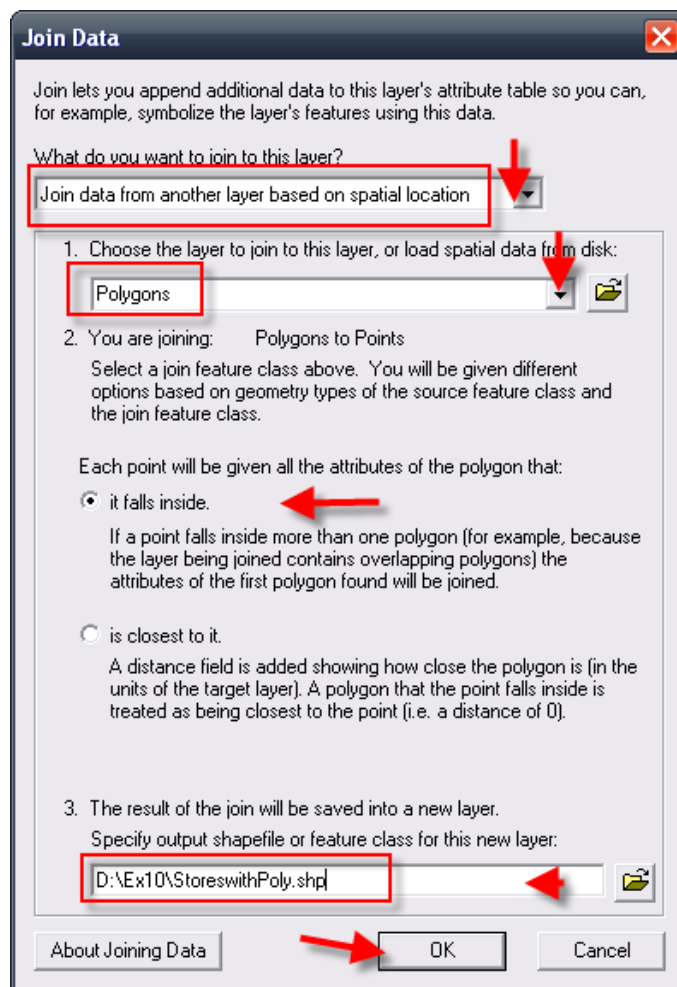 Join Data
Join lets you append additional data to this layer's attribute table so you can,
for example, symbolize the layer's features using this data.
What do you want to join to this layer?
Join data from another layer based on spatial location
1. Choose the layer to join to this layer, or load spatial data from disk:
Polygons
2. You are joining: Polygons to Points
Select a join feature class above. You will be given different
options based on geometry types of the source feature class and
the join feature class.
Each point will be given all the attributes of the polygon that:
it falls inside.
If a point falls inside more than one polygon (for example, because
the layer being joined contains overlapping polygons) the
attributes of the first polygon found will be joined.
is closest to it.
A distance field is added showing how close the polygon is (in the
units of the target layer). A polygon that the point falls inside is
treated as being closest to the point (i.e. a distance of 0).
3. The result of the join will be saved into a new layer.
Specify output shapefile or feature class for this new layer:
D:\Ex10\StoreswithPoly.shp
About Joining Data
OK
Cancel